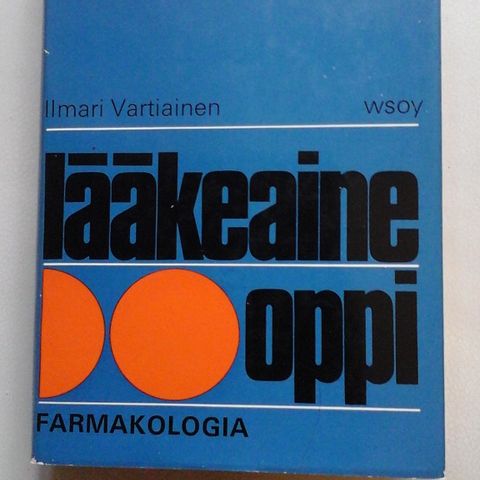 Ilmari Vartiainen wsoy
lääkeaine
oppi
FARMAKOLOGIA